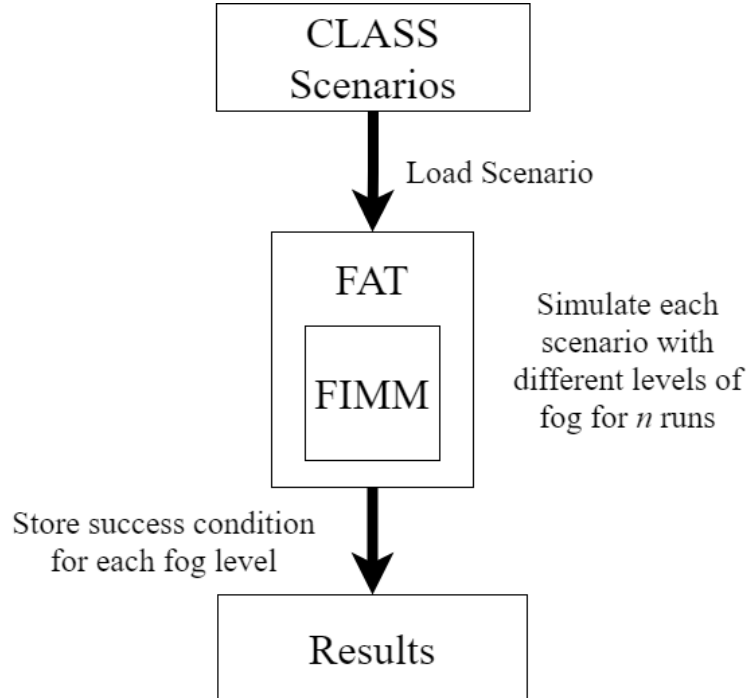 CLASS
Scenarios
Load Scenario
FAT
FIMM
Simulate each
scenario with
different levels of
fog for n runs
Store success condition
for each fog level
Results